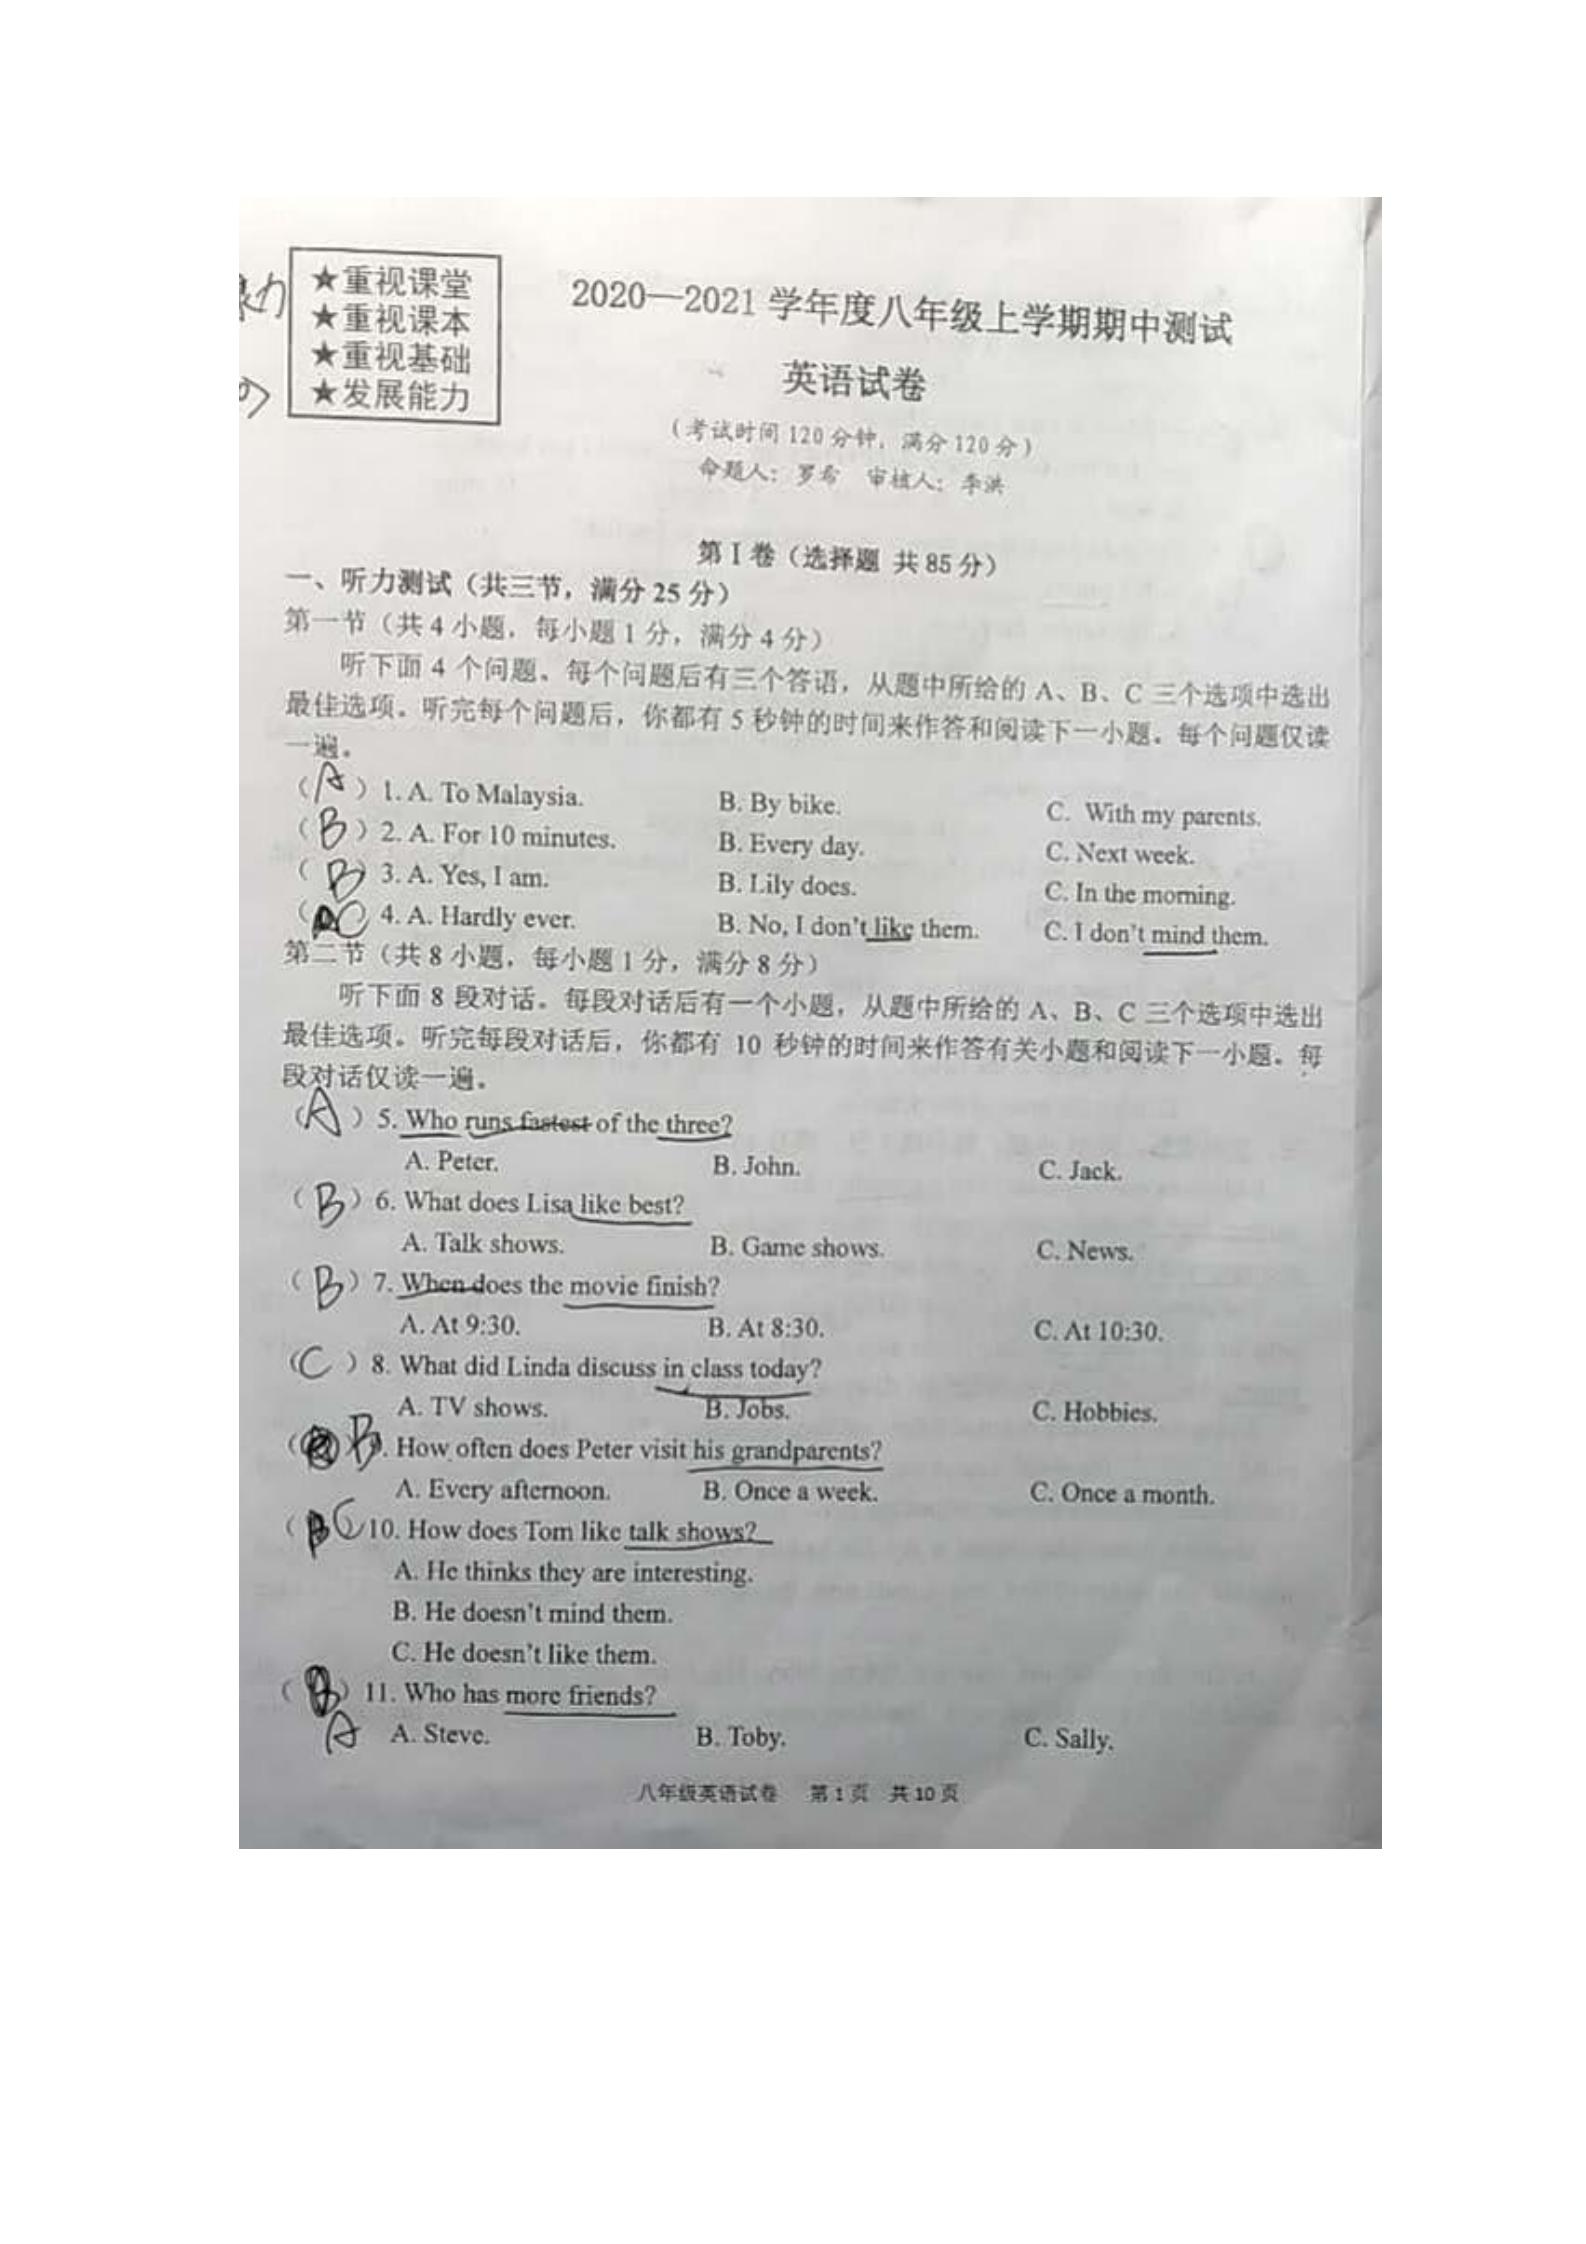 ★重视课堂
★重视课本
★重视基础
★发展能力
2020—2021学年度八年级上学期期中测试
英语试卷
（考试时间120分钟，满分120分）
命题人：罗希 审核人：李洪
第Ⅰ卷（选择题 共85分）
一、听力测试（共三节，满分25分）
第一节（共4小题，每小题1分，满分4分）
听下面4个问题。每个问题后有三个答语，从题中所给的A、B、C三个选项中选出
最佳选项。听完每个问题后，你都有5秒钟的时间来作答和阅读下一小题。每个问题仅读
一遍。
（A）1. A. To Malaysia. B. By bike. C. With my parents.
（B）2. A. For 10 minutes. B. Every day. C. Next week.
（B）3. A. Yes, I am. B. Lily does. C. In the morning.
（C）4. A. Hardly ever. B. No, I don't like them. C. I don't mind them.
第二节（共8小题，每小题1分，满分8分）
听下面8段对话。每段对话后有一个小题，从题中所给的A、B、C三个选项中选出
最佳选项。听完每段对话后，你都有10秒钟的时间来作答有关小题和阅读下一小题。每
段对话仅读一遍。
（A）5. Who runs fastest of the three?
A. Peter. B. John. C. Jack.
（B）6. What does Lisa like best?
A. Talk shows. B. Game shows. C. News.
（B）7. When does the movie finish?
A. At 9:30. B. At 8:30. C. At 10:30.
（C）8. What did Linda discuss in class today?
A. TV shows. B. Jobs. C. Hobbies.
（B）9. How often does Peter visit his grandparents?
A. Every afternoon. B. Once a week. C. Once a month.
（C）10. How does Tom like talk shows?
A. He thinks they are interesting.
B. He doesn't mind them.
C. He doesn't like them.
（ ）11. Who has more friends?
A A. Steve. B. Toby. C. Sally.
八年级英语试卷 第1页 共10页